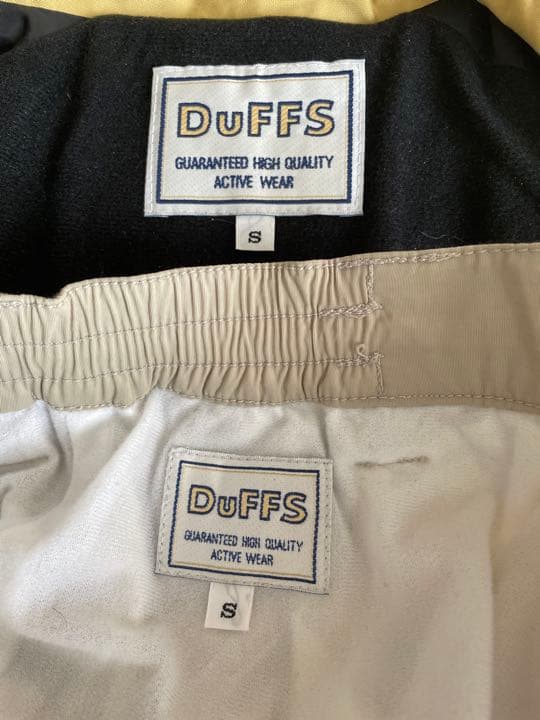 DuFFS
GUARANTEED HIGH QUALITY
ACTIVE WEAR
S
DuFFS
GUARANTEED HIGH QUALITY
ACTIVE WEAR
S